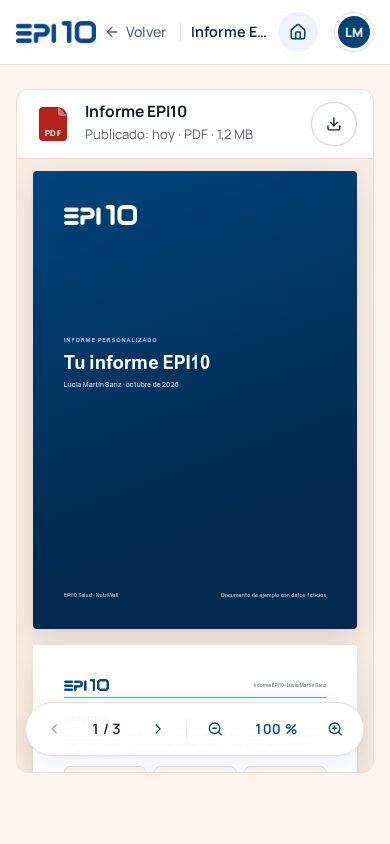 EPI10
Volver
Informe E...
LM
PDF
Informe EPI10
Publicado: hoy · PDF · 1,2 MB
EPI10
INFORME PERSONALIZADO
Tu informe EPI10
Lucía Martín Sanz · octubre de 2026
EPI10 Salud · NutriWell
Documento de ejemplo con datos ficticios
EPI10
Informe EPI10 · Lucía Martín Sanz
1 / 3
100 %